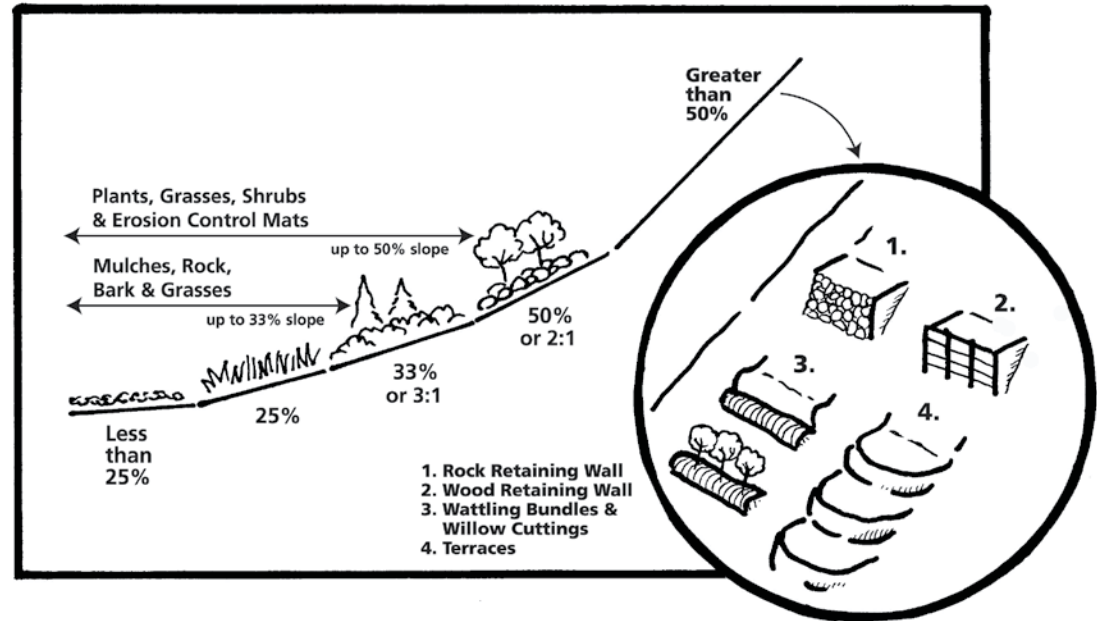 Greater
than
50%
Plants, Grasses, Shrubs
& Erosion Control Mats
up to 50% slope
Mulches, Rock,
Bark & Grasses
up to 33% slope
50%
or 2:1
33%
or 3:1
25%
Less
than
25%
1.
2.
3.
4.
1. Rock Retaining Wall
2. Wood Retaining Wall
3. Wattling Bundles &
Willow Cuttings
4. Terraces